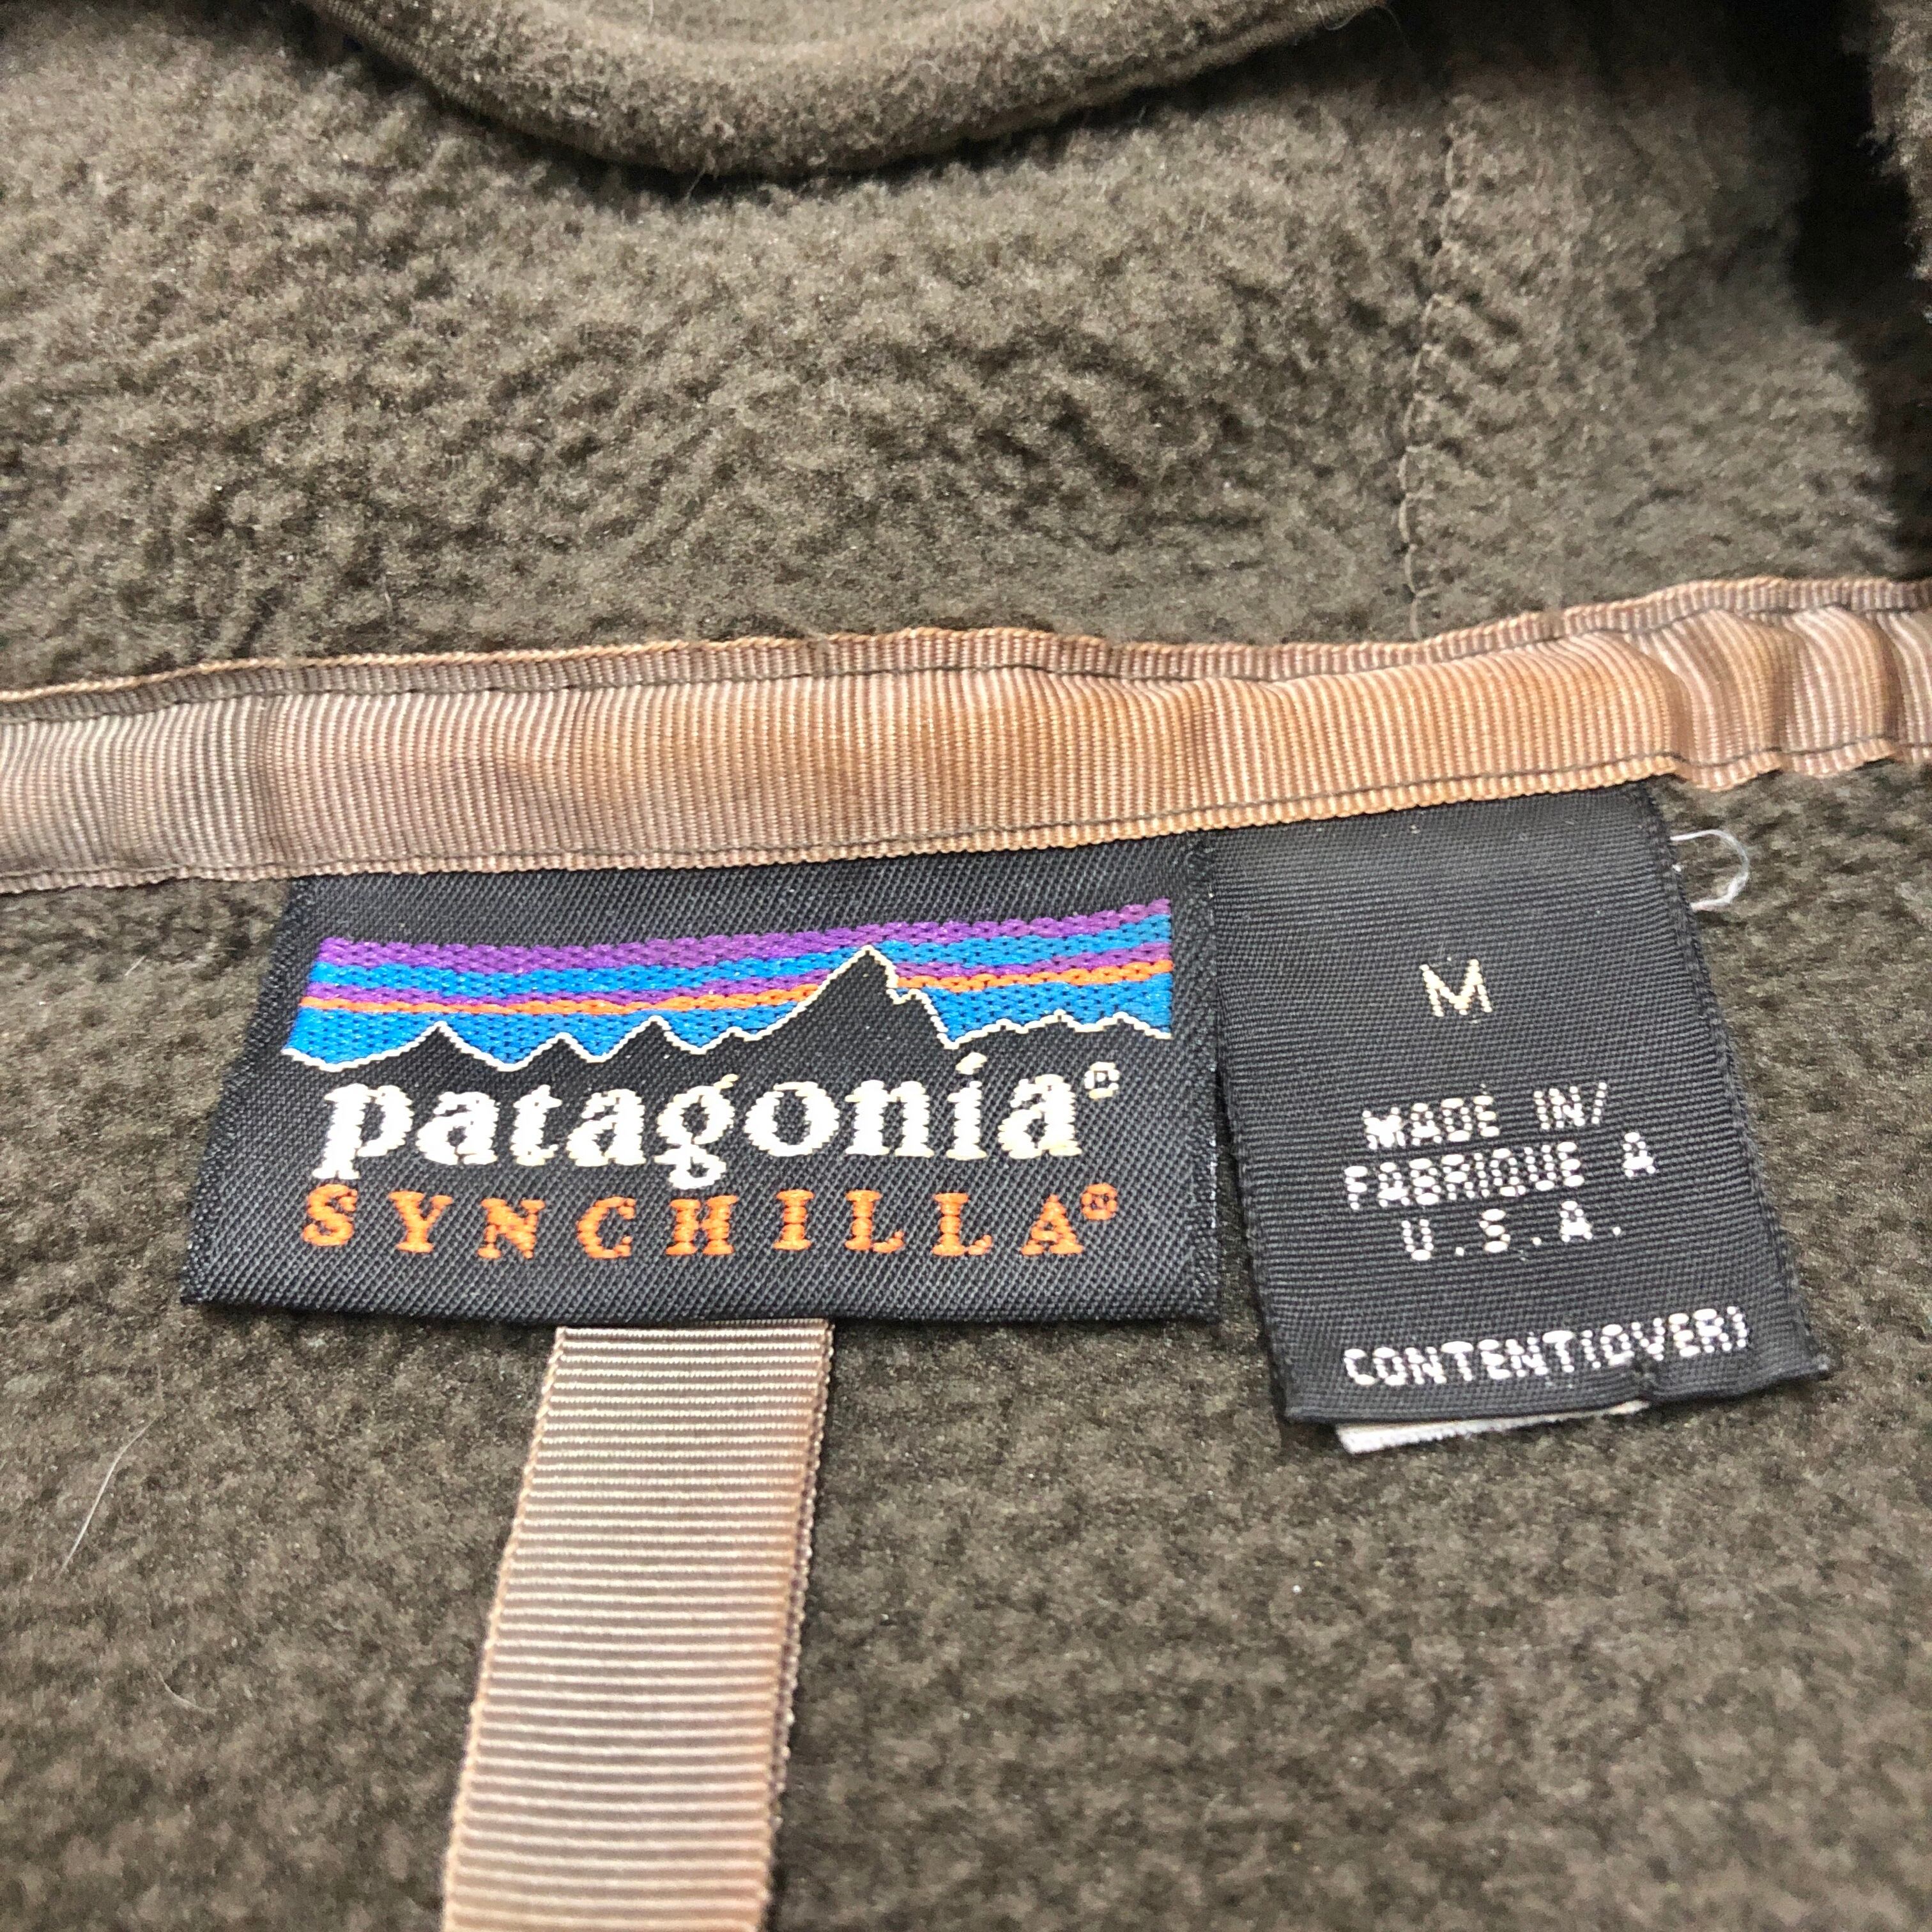 patagonia®
SYNCHILLA®
M
MADE IN/
FABRIQUE A
U.S.A.
CONTENT(OVER)